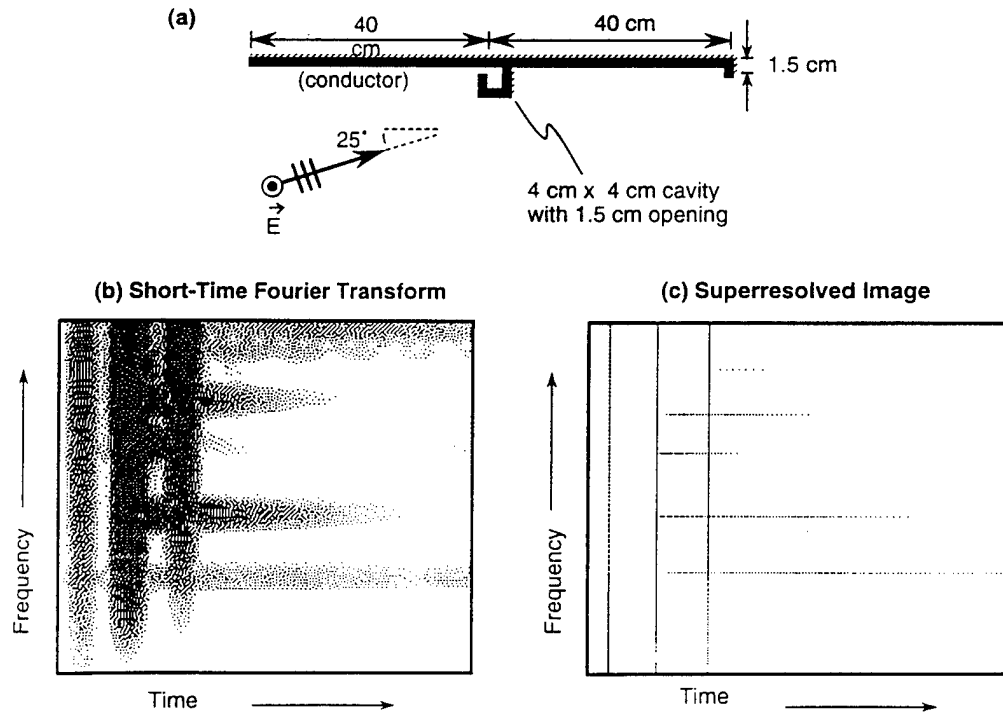 (a)
40
cm
40 cm
1.5 cm
(conductor)
25°
E
4 cm x 4 cm cavity
with 1.5 cm opening
(b) Short-Time Fourier Transform
(c) Superresolved Image
Frequency
Frequency
Time
Time